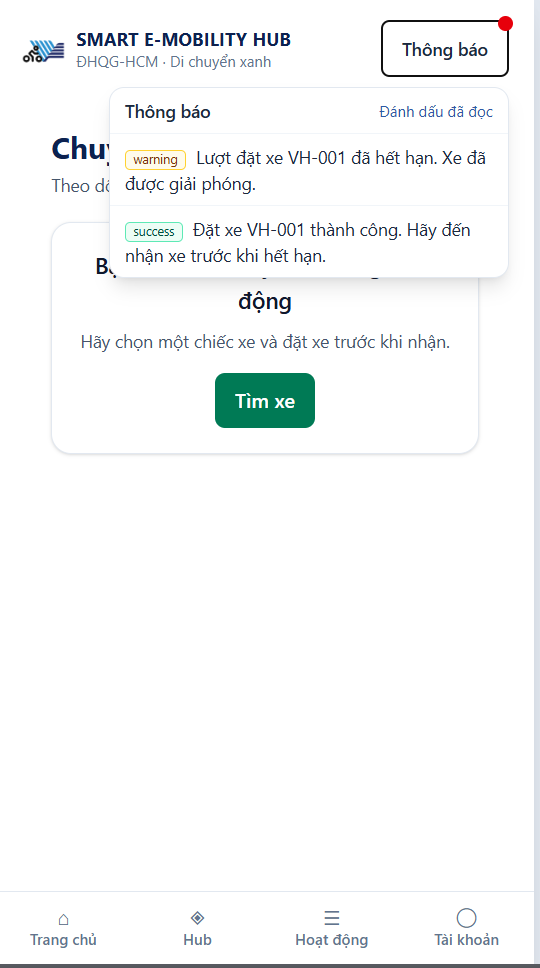 SMART E-MOBILITY HUB
ĐHQG-HCM · Di chuyển xanh
Thông báo
Thông báo
Đánh dấu đã đọc
warning Lượt đặt xe VH-001 đã hết hạn. Xe đã
được giải phóng.
success Đặt xe VH-001 thành công. Hãy đến
nhận xe trước khi hết hạn.
Theo
động
Hãy chọn một chiếc xe và đặt xe trước khi nhận.
Tìm xe
Trang chủ
Hub
Hoạt động
Tài khoản